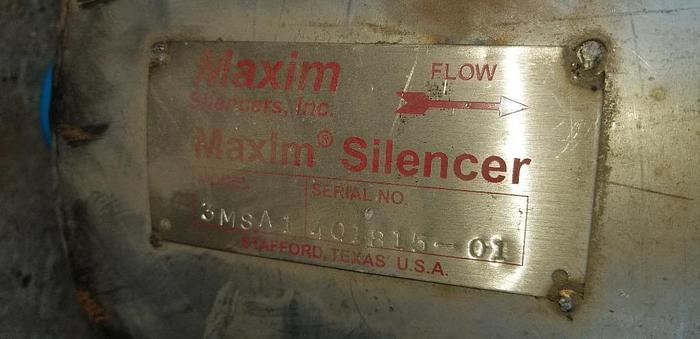 Maxim
Silencers, Inc.
FLOW
Maxim® Silencer
MODEL SERIAL NO.
3MSA1 401815-01
STAFFORD, TEXAS U.S.A.